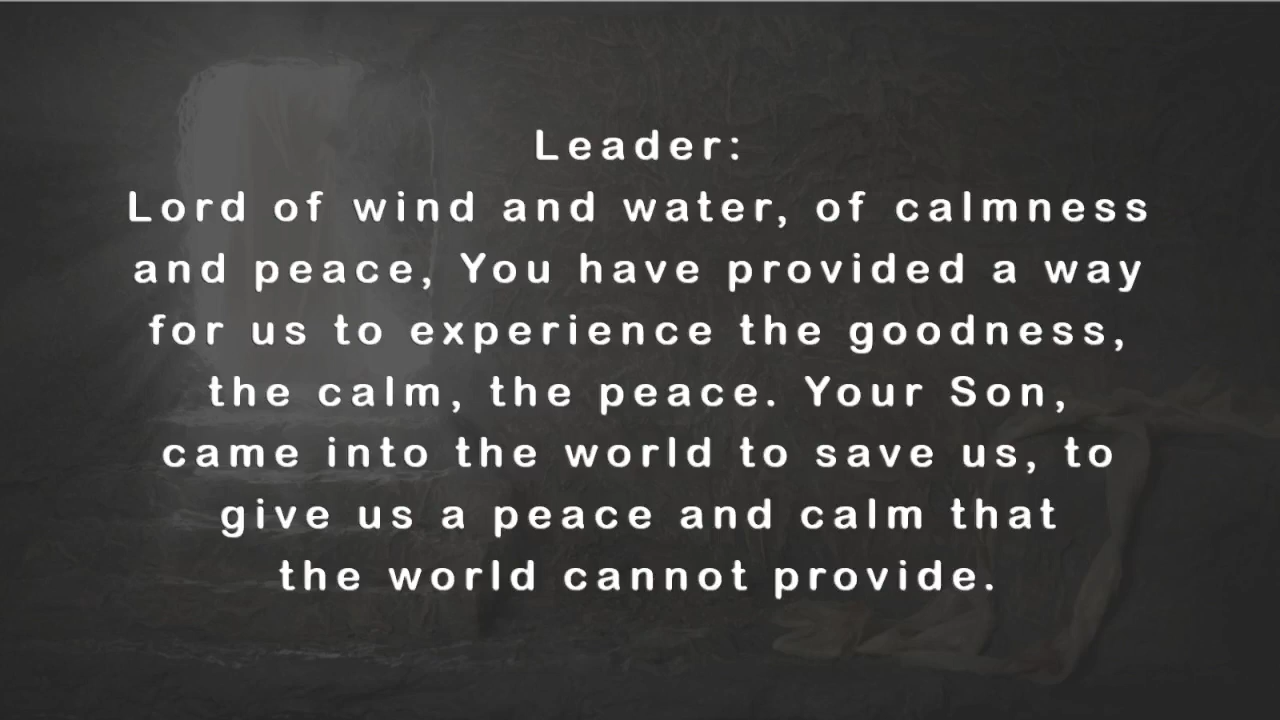 Leader:
Lord of wind and water, of calmness
and peace, You have provided a way
for us to experience the goodness,
the calm, the peace. Your Son,
came into the world to save us, to
give us a peace and calm that
the world cannot provide.